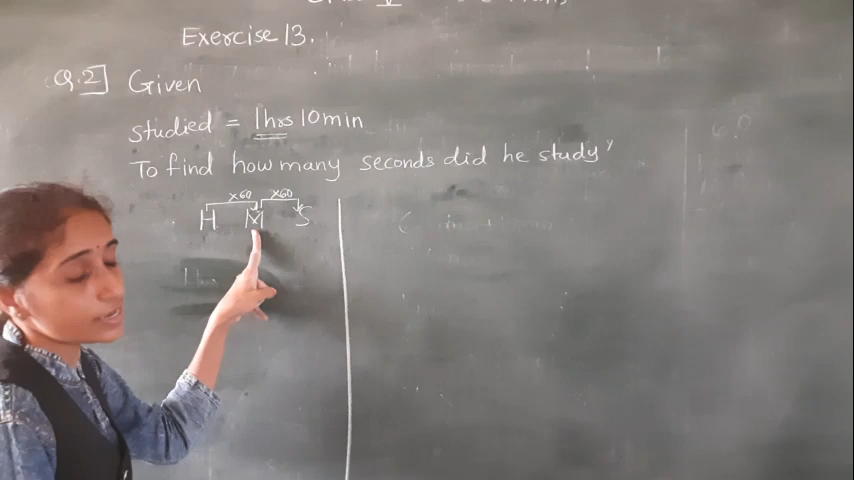 Exercise 13.
Q.2] Given
studied = 1hrs 10min
To find how many seconds did he study?
×60 ×60
H M S